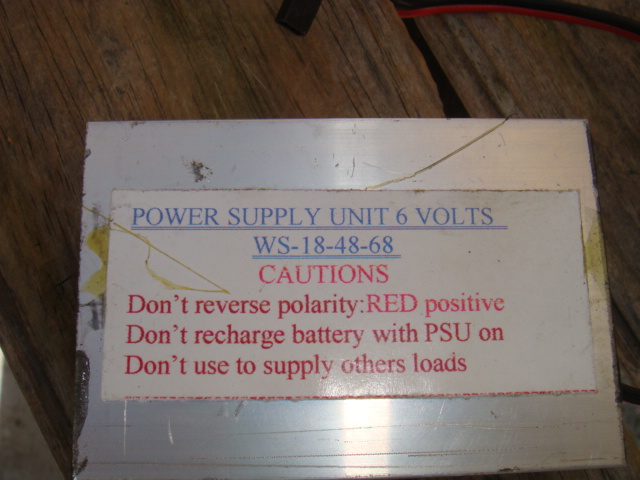 POWER SUPPLY UNIT 6 VOLTS
WS-18-48-68
CAUTIONS
Don't reverse polarity:RED positive
Don't recharge battery with PSU on
Don't use to supply others loads